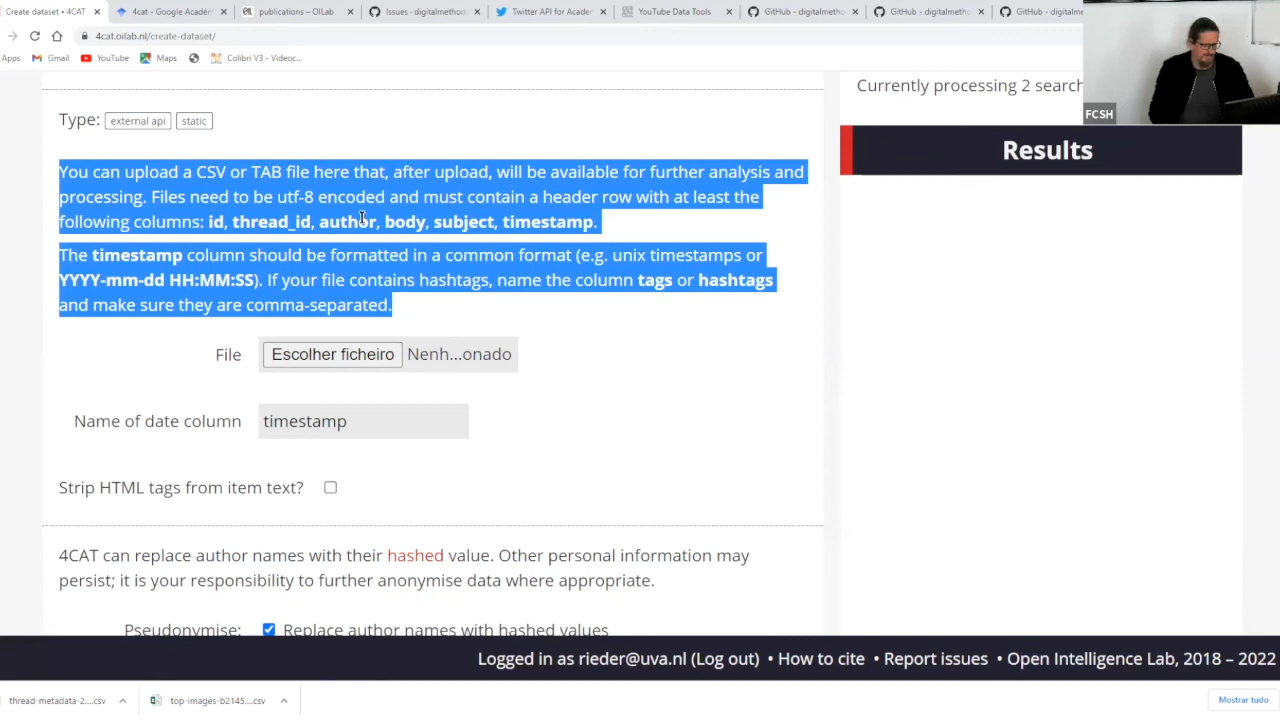 Create dataset • 4CAT
4cat - Google Académ
publications – OILab
Issues · digitalmethod
Twitter API for Academ
YouTube Data Tools
GitHub - digitalmetho
GitHub - digitalmetho
GitHub - digitalme
4cat.oilab.nl/create-dataset/
Apps Gmail YouTube Maps Colibri V3 - Videoc...
Currently processing 2 search
FCSH
Type: external api static
Results
You can upload a CSV or TAB file here that, after upload, will be available for further analysis and
processing. Files need to be utf-8 encoded and must contain a header row with at least the
following columns: id, thread_id, author, body, subject, timestamp.
The timestamp column should be formatted in a common format (e.g. unix timestamps or
YYYY-mm-dd HH:MM:SS). If your file contains hashtags, name the column tags or hashtags
and make sure they are comma-separated.
File Escolher ficheiro Nenh...onado
Name of date column timestamp
Strip HTML tags from item text?
4CAT can replace author names with their hashed value. Other personal information may
persist; it is your responsibility to further anonymise data where appropriate.
Pseudonymise: Replace author names with hashed values
Logged in as rieder@uva.nl (Log out) • How to cite • Report issues • Open Intelligence Lab, 2018 – 2022
thread-metadata-2....csv top-images-b2145....csv Mostrar tudo